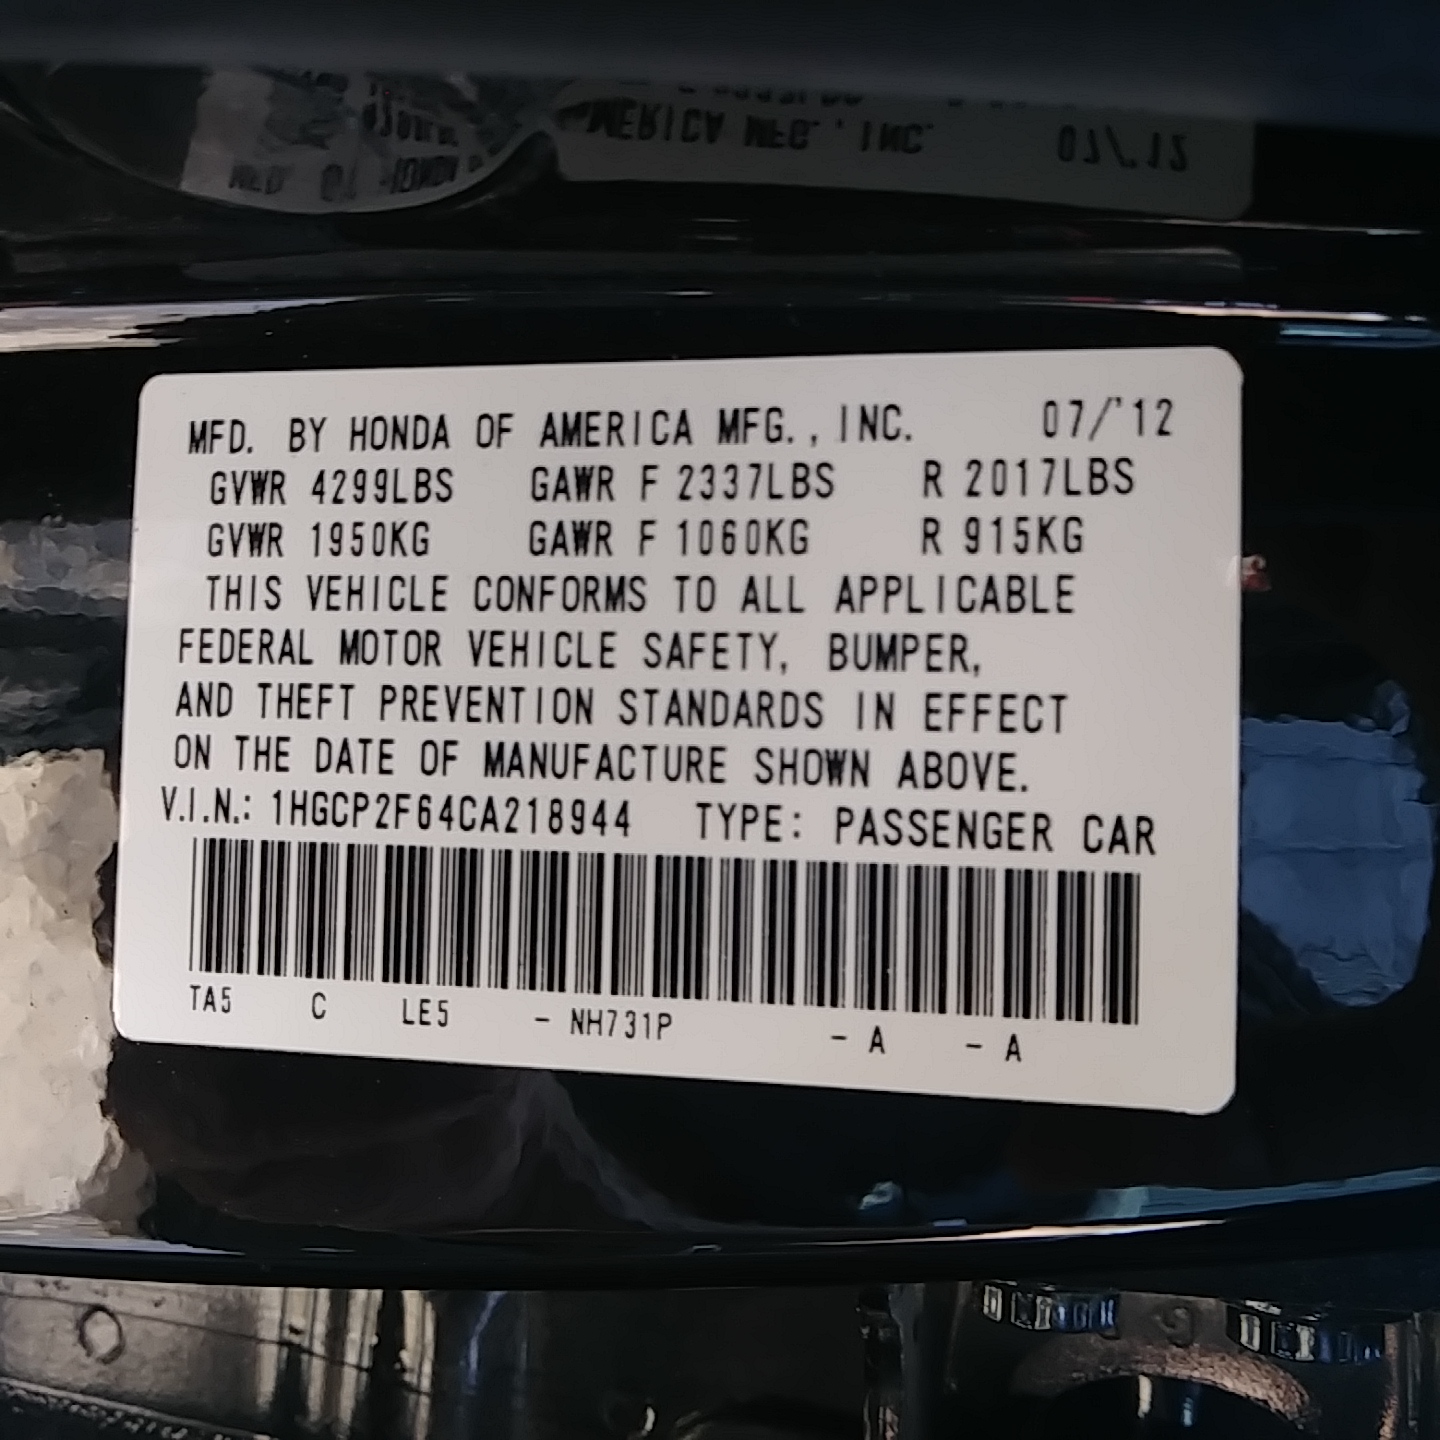 MFD. BY HONDA OF AMERICA MFG., INC. 07/'12
GVWR 4299LBS GAWR F 2337LBS R 2017LBS
GVWR 1950KG GAWR F 1060KG R 915KG
THIS VEHICLE CONFORMS TO ALL APPLICABLE
FEDERAL MOTOR VEHICLE SAFETY, BUMPER,
AND THEFT PREVENTION STANDARDS IN EFFECT
ON THE DATE OF MANUFACTURE SHOWN ABOVE.
V.I.N.: 1HGCP2F64CA218944 TYPE: PASSENGER CAR
TA5 C LE5 - NH731P - A - A